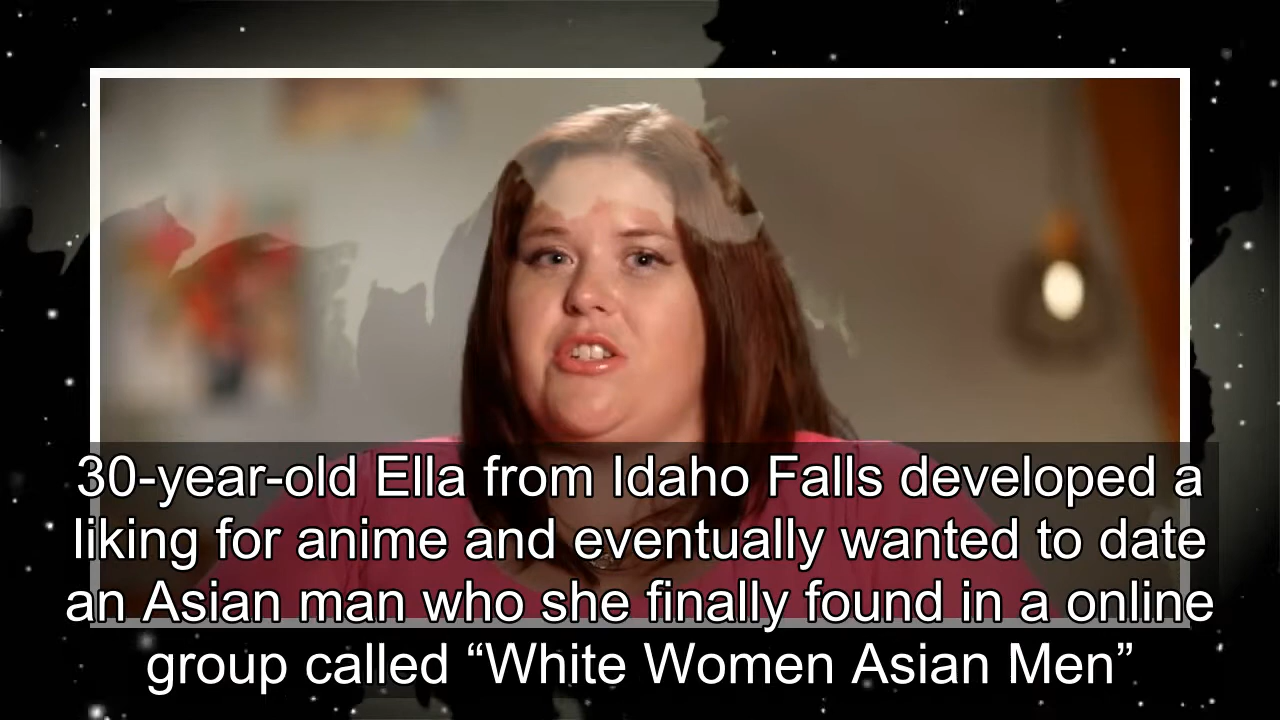 30-year-old Ella from Idaho Falls developed a
liking for anime and eventually wanted to date
an Asian man who she finally found in a online
group called “White Women Asian Men”